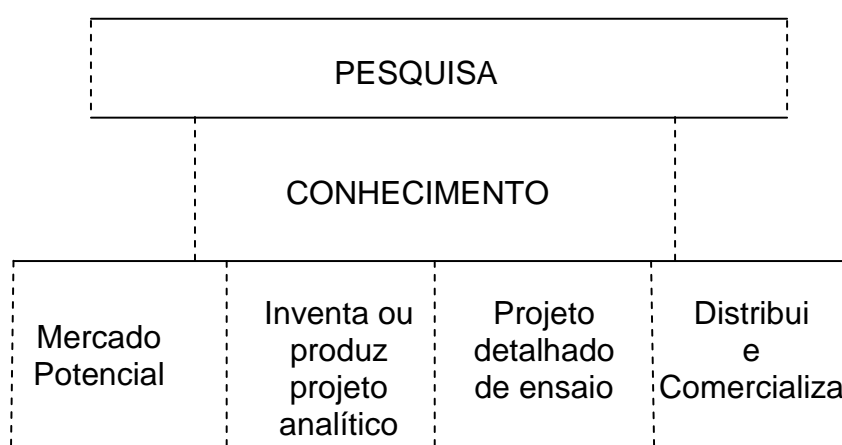 PESQUISA
CONHECIMENTO
Mercado
Potencial
Inventa ou
produz
projeto
analítico
Projeto
detalhado
de ensaio
Distribui
e
Comercializa